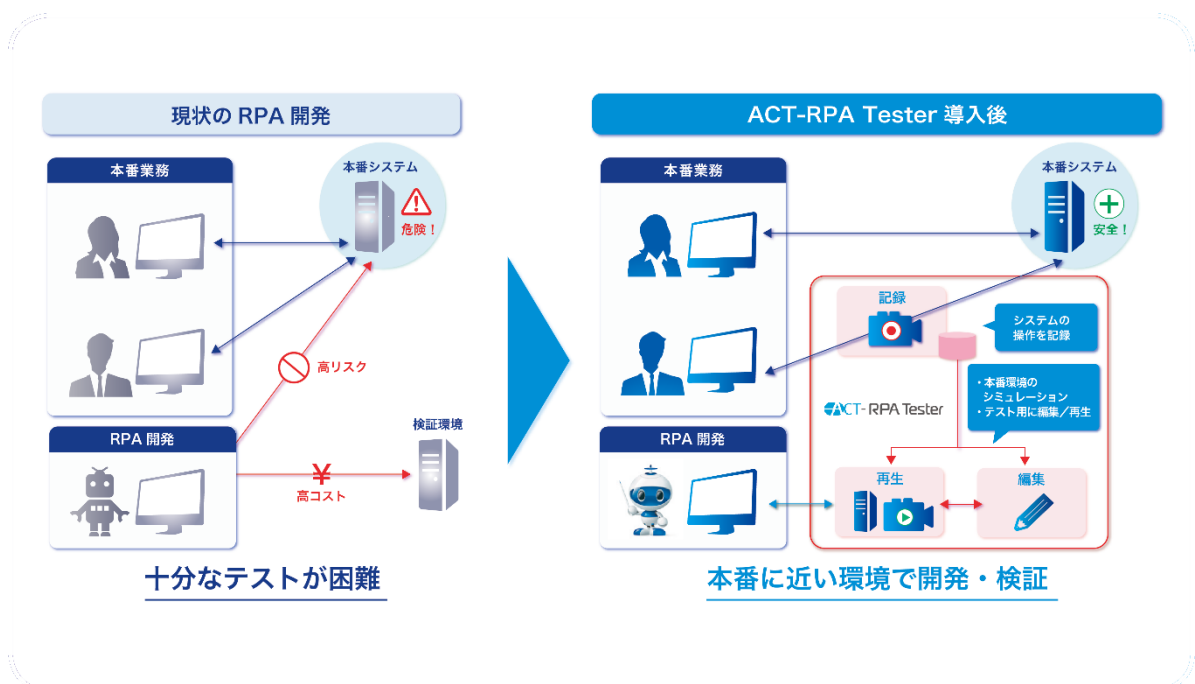 現状の RPA 開発
本番業務
本番システム
危険！
高リスク
RPA 開発
検証環境
¥
高コスト
十分なテストが困難
ACT-RPA Tester 導入後
本番業務
本番システム
安全！
記録
システムの
操作を記録
・本番環境の
シミュレーション
・テスト用に編集／再生
ACT-RPA Tester
RPA 開発
再生
編集
本番に近い環境で開発・検証